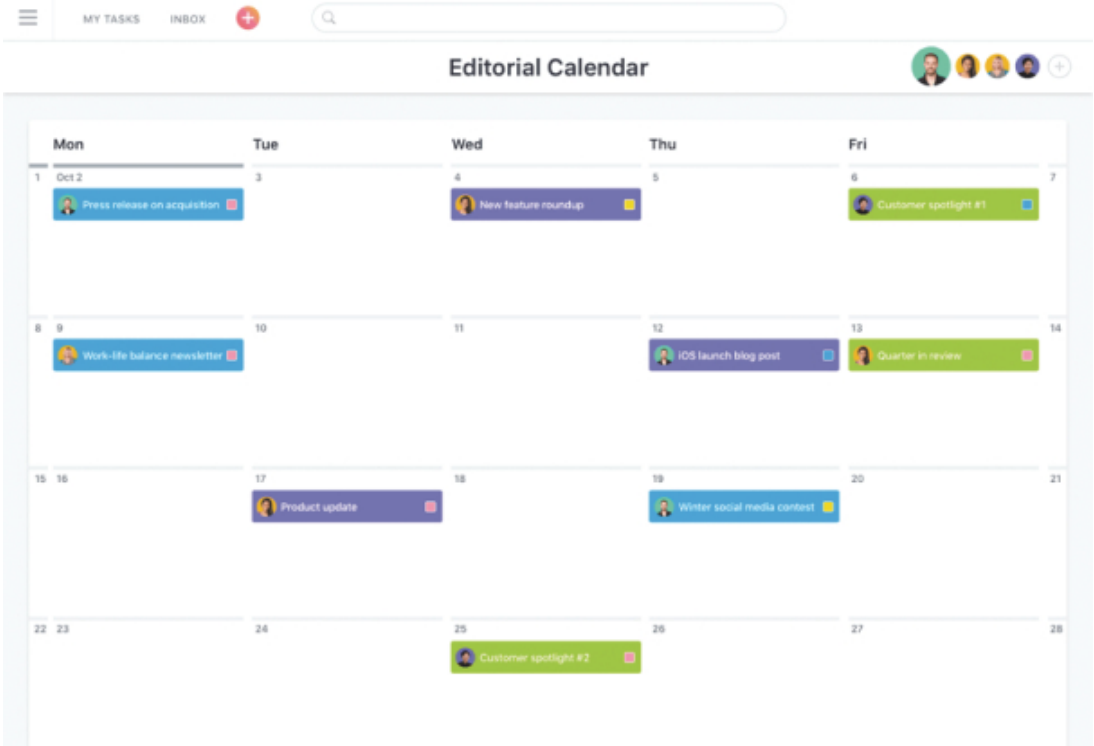 MY TASKS INBOX
Editorial Calendar
Mon Tue Wed Thu Fri
1 Oct 2 3 4 5 6 7
Press release on acquisition New feature roundup Customer spotlight #1
8 9 10 11 12 13 14
Work-life balance newsletter iOS launch blog post Quarter in review
15 16 17 18 19 20 21
Product update Winter social media contest
22 23 24 25 26 27 28
Customer spotlight #2